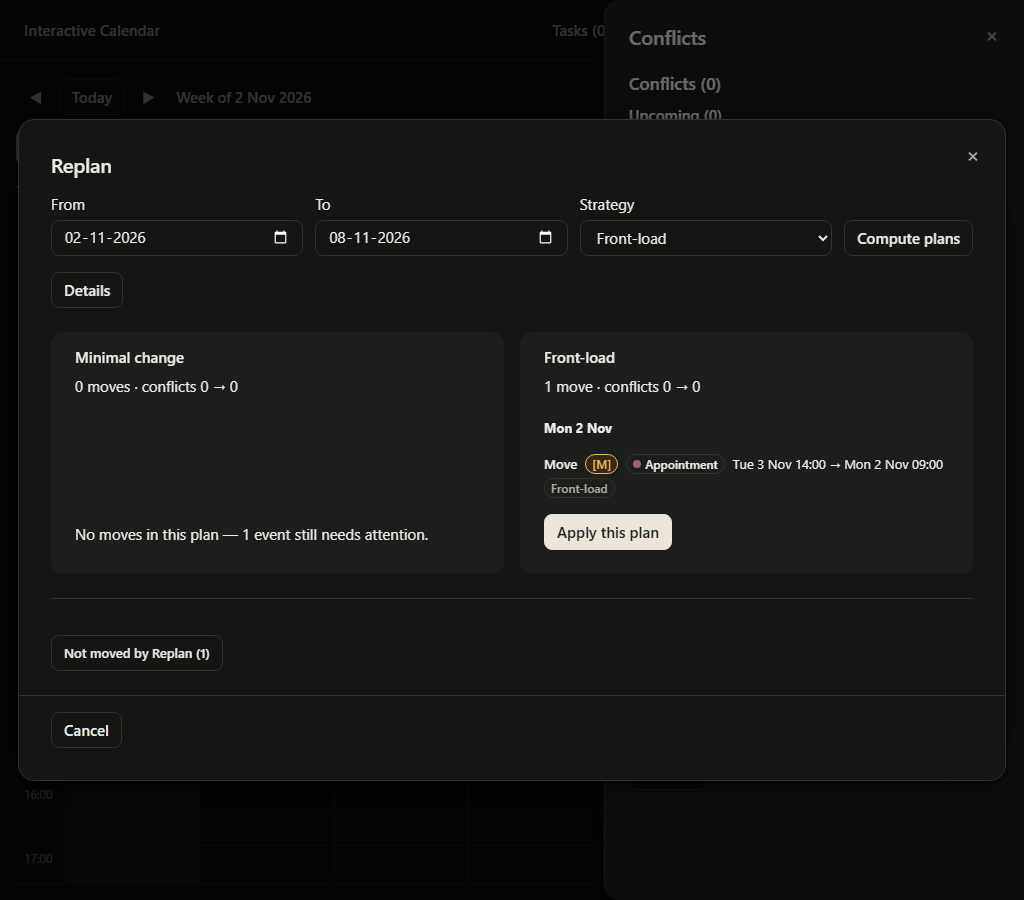 Interactive Calendar
Tasks (0
Conflicts
×
Conflicts (0)
Upcoming (0)
◀ Today ▶ Week of 2 Nov 2026
Replan
×
From
To
Strategy
02-11-2026
08-11-2026
Front-load
Compute plans
Details
Minimal change
0 moves · conflicts 0 → 0
No moves in this plan — 1 event still needs attention.
Front-load
1 move · conflicts 0 → 0
Mon 2 Nov
Move [M] Appointment Tue 3 Nov 14:00 → Mon 2 Nov 09:00
Front-load
Apply this plan
Not moved by Replan (1)
Cancel
16:00
17:00